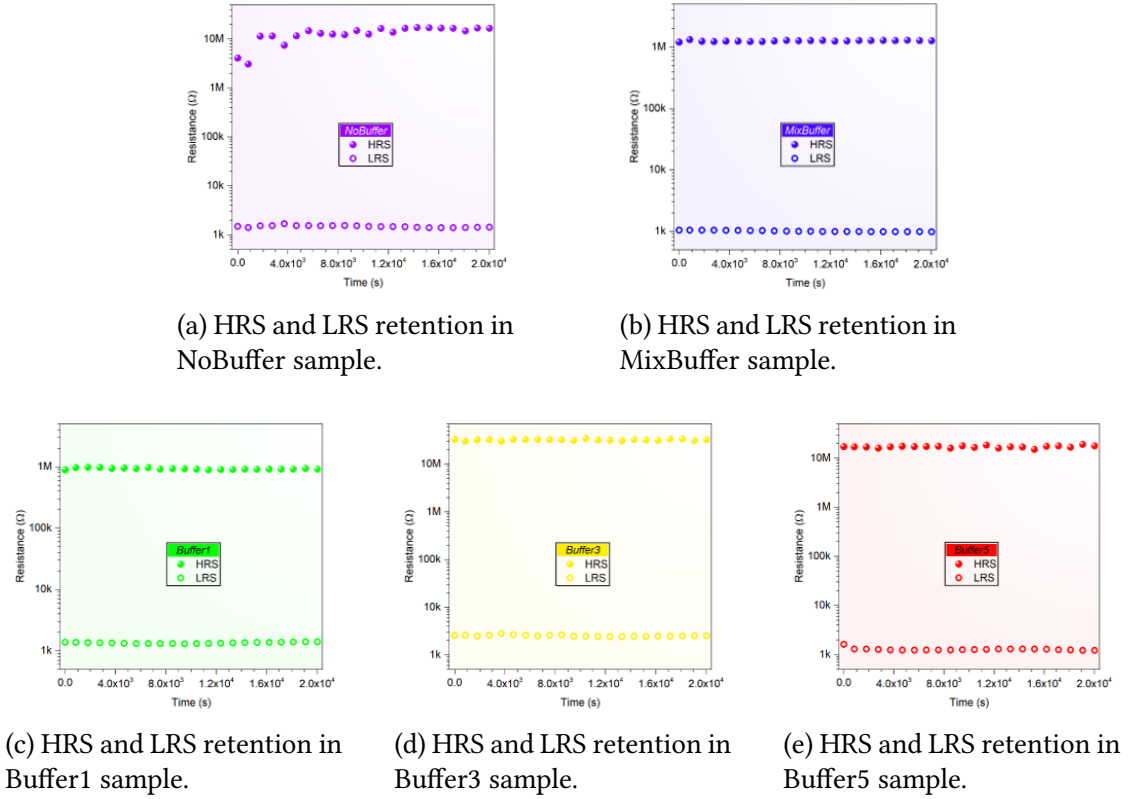 10M
1M
100k
10k
1k
Resistance (Ω)
NoBuffer
HRS
LRS
0.0 4.0x10³ 8.0x10³ 1.2x10⁴ 1.6x10⁴ 2.0x10⁴
Time (s)
1M
100k
10k
1k
Resistance (Ω)
MixBuffer
HRS
LRS
0.0 4.0x10³ 8.0x10³ 1.2x10⁴ 1.6x10⁴ 2.0x10⁴
Time (s)
(a) HRS and LRS retention in
NoBuffer sample.
(b) HRS and LRS retention in
MixBuffer sample.
1M
100k
10k
1k
Resistance (Ω)
Buffer1
HRS
LRS
0.0 4.0x10³ 8.0x10³ 1.2x10⁴ 1.6x10⁴ 2.0x10⁴
Time (s)
10M
1M
100k
10k
1k
Resistance (Ω)
Buffer3
HRS
LRS
0.0 4.0x10³ 8.0x10³ 1.2x10⁴ 1.6x10⁴ 2.0x10⁴
Time (s)
10M
1M
100k
10k
1k
Resistance (Ω)
Buffer5
HRS
LRS
0.0 4.0x10³ 8.0x10³ 1.2x10⁴ 1.6x10⁴ 2.0x10⁴
Time (s)
(c) HRS and LRS retention in
Buffer1 sample.
(d) HRS and LRS retention in
Buffer3 sample.
(e) HRS and LRS retention in
Buffer5 sample.